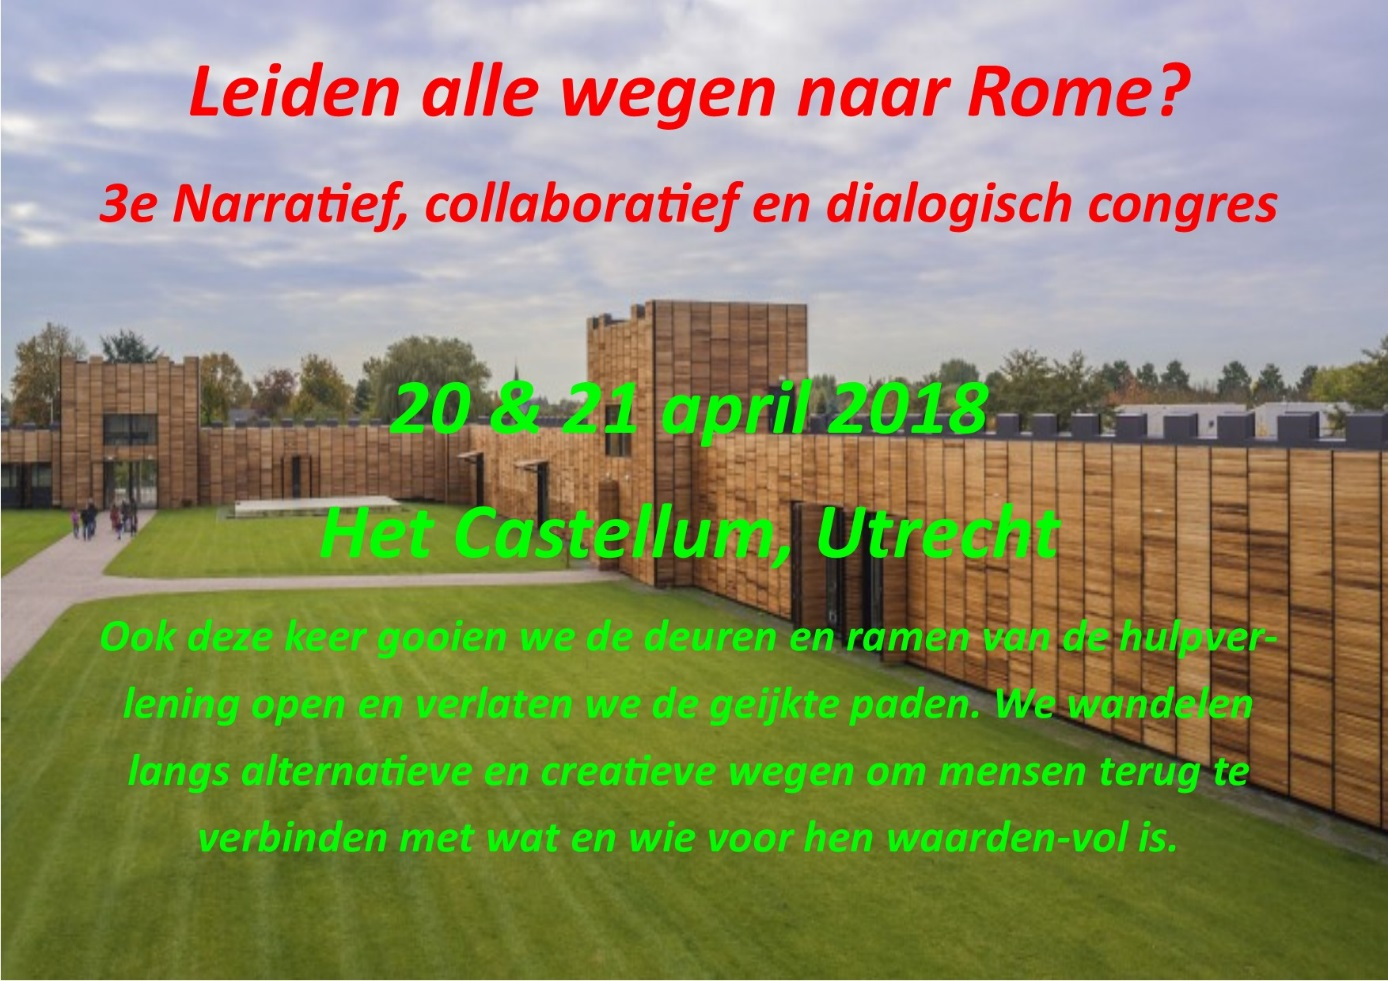 Leiden alle wegen naar Rome?
3e Narratief, collaboratief en dialogisch congres
20 & 21 april 2018
Het Castellum, Utrecht
Ook deze keer gooien we de deuren en ramen van de hulpver-
lening open en verlaten we de geijkte paden. We wandelen
langs alternatieve en creatieve wegen om mensen terug te
verbinden met wat en wie voor hen waarden-vol is.